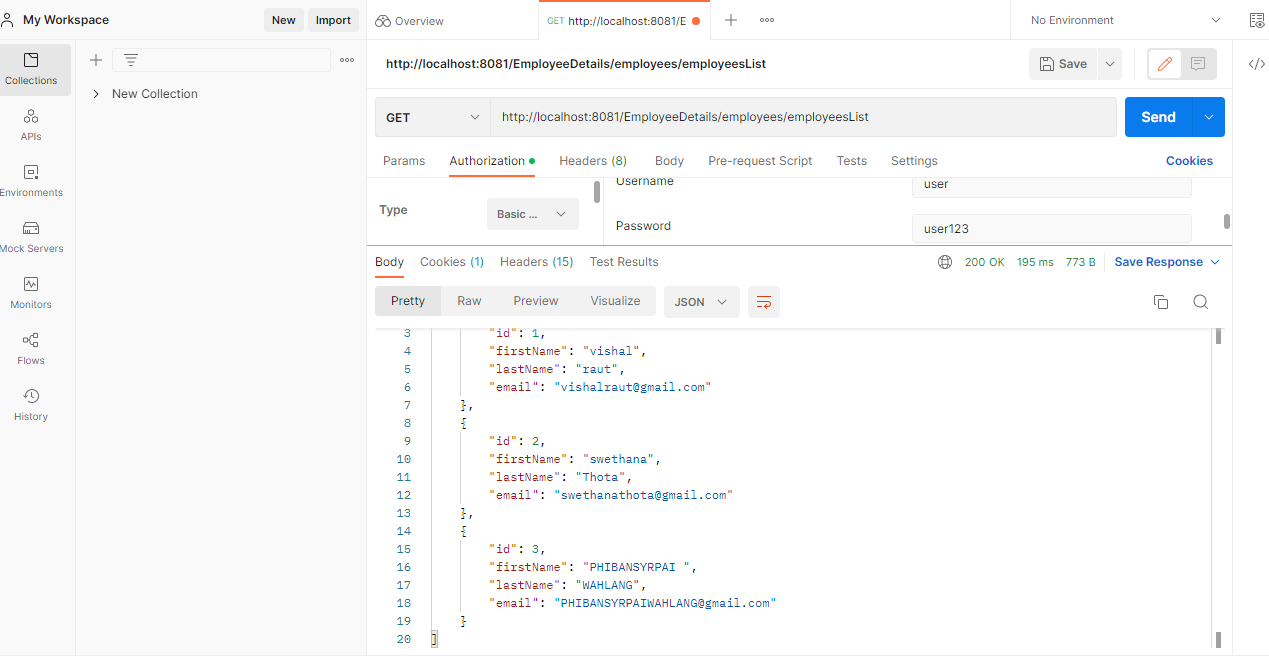 My Workspace
New
Import
Overview
GET http://localhost:8081/E
No Environment
Collections
APIs
Environments
Mock Servers
Monitors
Flows
History
New Collection
http://localhost:8081/EmployeeDetails/employees/employeesList
Save
GET
http://localhost:8081/EmployeeDetails/employees/employeesList
Send
Params
Authorization
Headers (8)
Body
Pre-request Script
Tests
Settings
Cookies
Type
Basic ...
Username
user
Password
user123
Body
Cookies (1)
Headers (15)
Test Results
200 OK
195 ms
773 B
Save Response
Pretty
Raw
Preview
Visualize
JSON
3 "id": 1,
4 "firstName": "vishal",
5 "lastName": "raut",
6 "email": "vishalraut@gmail.com"
7 },
8 {
9 "id": 2,
10 "firstName": "swethana",
11 "lastName": "Thota",
12 "email": "swethanathota@gmail.com"
13 },
14 {
15 "id": 3,
16 "firstName": "PHIBANSYRPAI ",
17 "lastName": "WAHLANG",
18 "email": "PHIBANSYRPAIWAHLANG@gmail.com"
19 }
20 ]